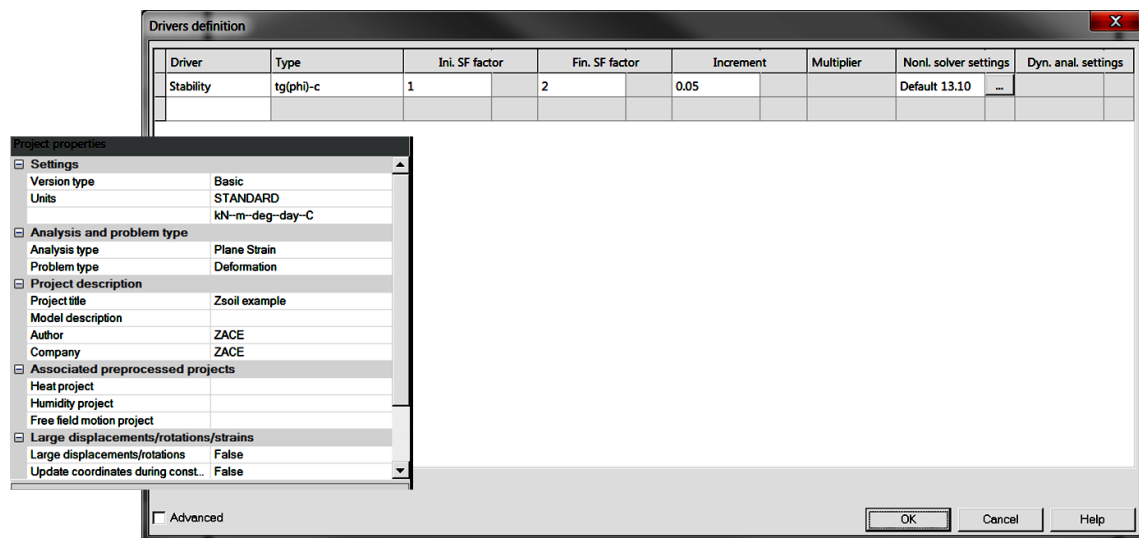 Drivers definition
Driver Type Ini. SF factor Fin. SF factor Increment Multiplier Nonl. solver settings Dyn. anal. settings
Stability tg(phi)-c 1 2 0.05 Default 13.10 ...
Project properties
Settings
Version type Basic
Units STANDARD
kN--m--deg--day--C
Analysis and problem type
Analysis type Plane Strain
Problem type Deformation
Project description
Project title Zsoil example
Model description
Author ZACE
Company ZACE
Associated preprocessed projects
Heat project
Humidity project
Free field motion project
Large displacements/rotations/strains
Large displacements/rotations False
Update coordinates during const... False
Advanced OK Cancel Help